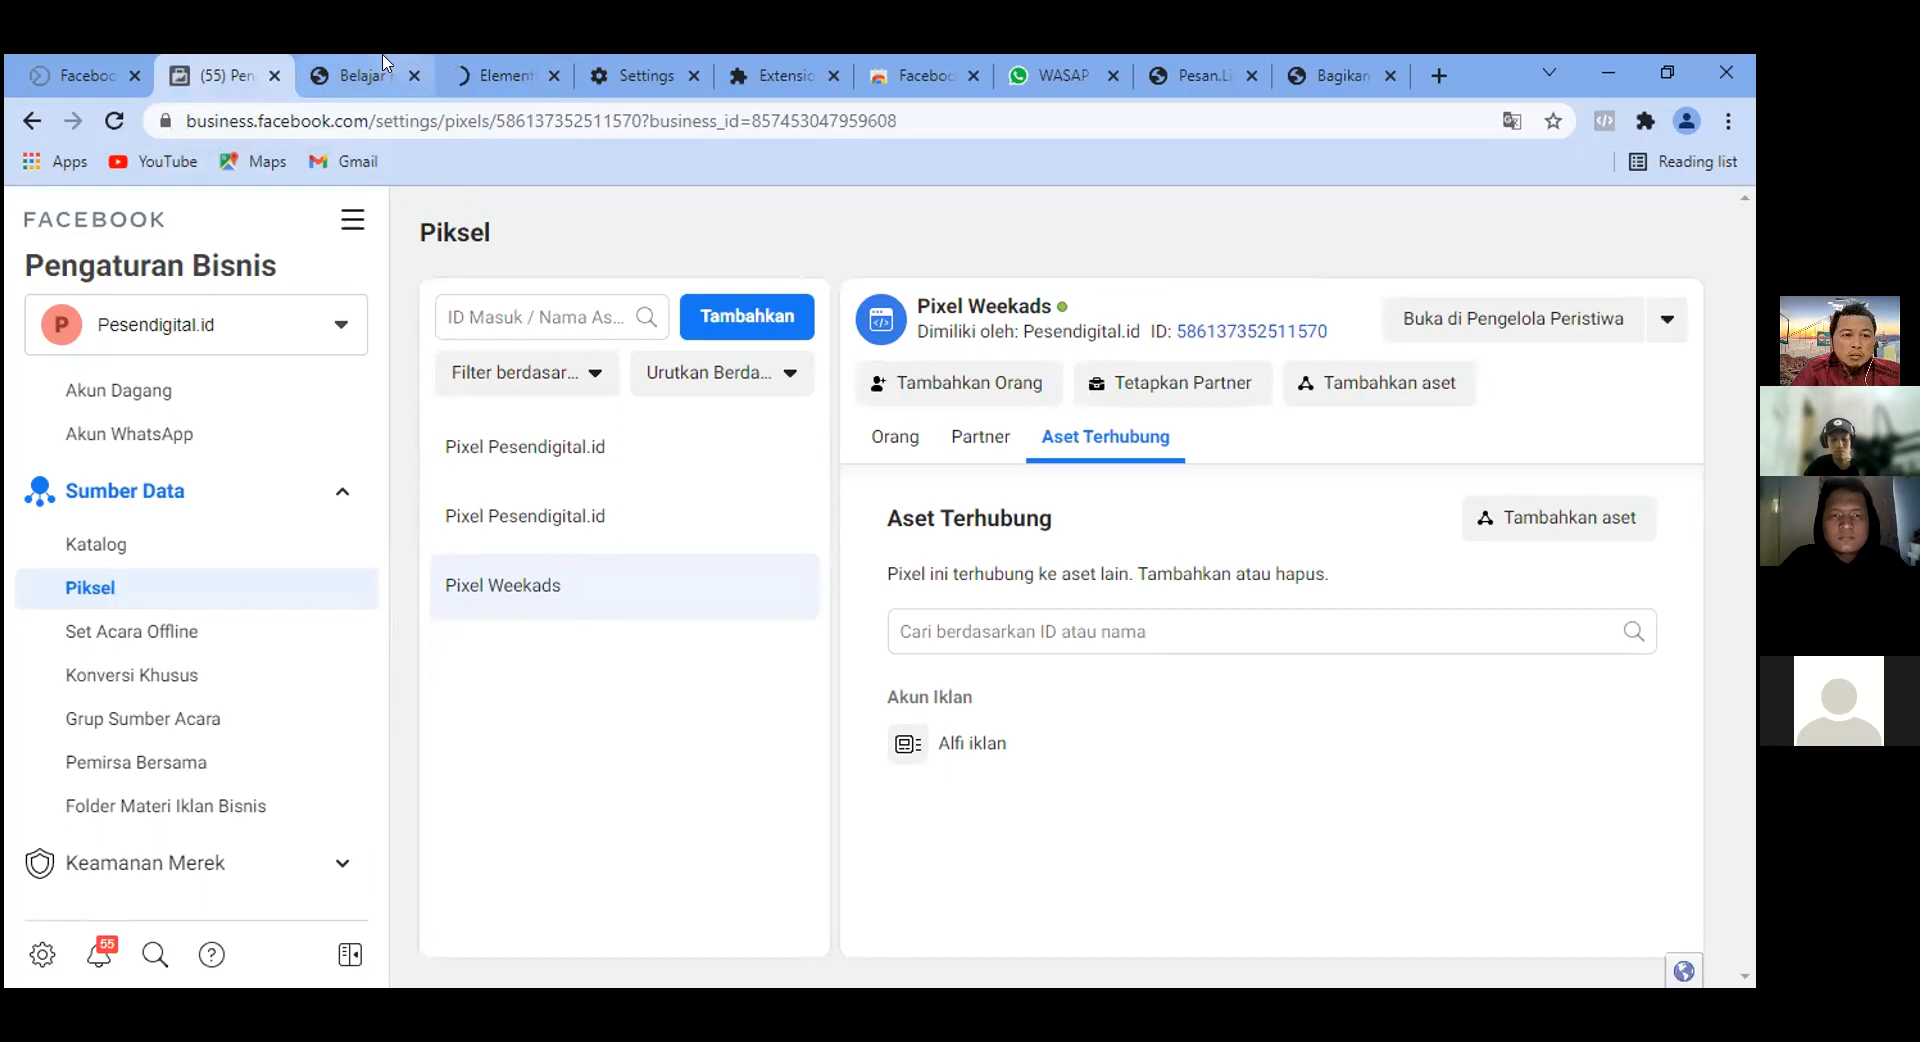 Faceboo
(55) Pen
Belajar
Element
Settings
Extensio
Faceboo
WASAP
Pesan.Li
Bagikan
business.facebook.com/settings/pixels/586137352511570?business_id=857453047959608
Apps
YouTube
Maps
Gmail
Reading list
FACEBOOK
Pengaturan Bisnis
P
Pesendigital.id
Akun Dagang
Akun WhatsApp
Sumber Data
Katalog
Piksel
Set Acara Offline
Konversi Khusus
Grup Sumber Acara
Pemirsa Bersama
Folder Materi Iklan Bisnis
Keamanan Merek
55
Piksel
ID Masuk / Nama As...
Tambahkan
Filter berdasar...
Urutkan Berda...
Pixel Pesendigital.id
Pixel Pesendigital.id
Pixel Weekads
Pixel Weekads
Dimiliki oleh: Pesendigital.id ID: 586137352511570
Buka di Pengelola Peristiwa
Tambahkan Orang
Tetapkan Partner
Tambahkan aset
Orang
Partner
Aset Terhubung
Aset Terhubung
Tambahkan aset
Pixel ini terhubung ke aset lain. Tambahkan atau hapus.
Cari berdasarkan ID atau nama
Akun Iklan
Alfi iklan